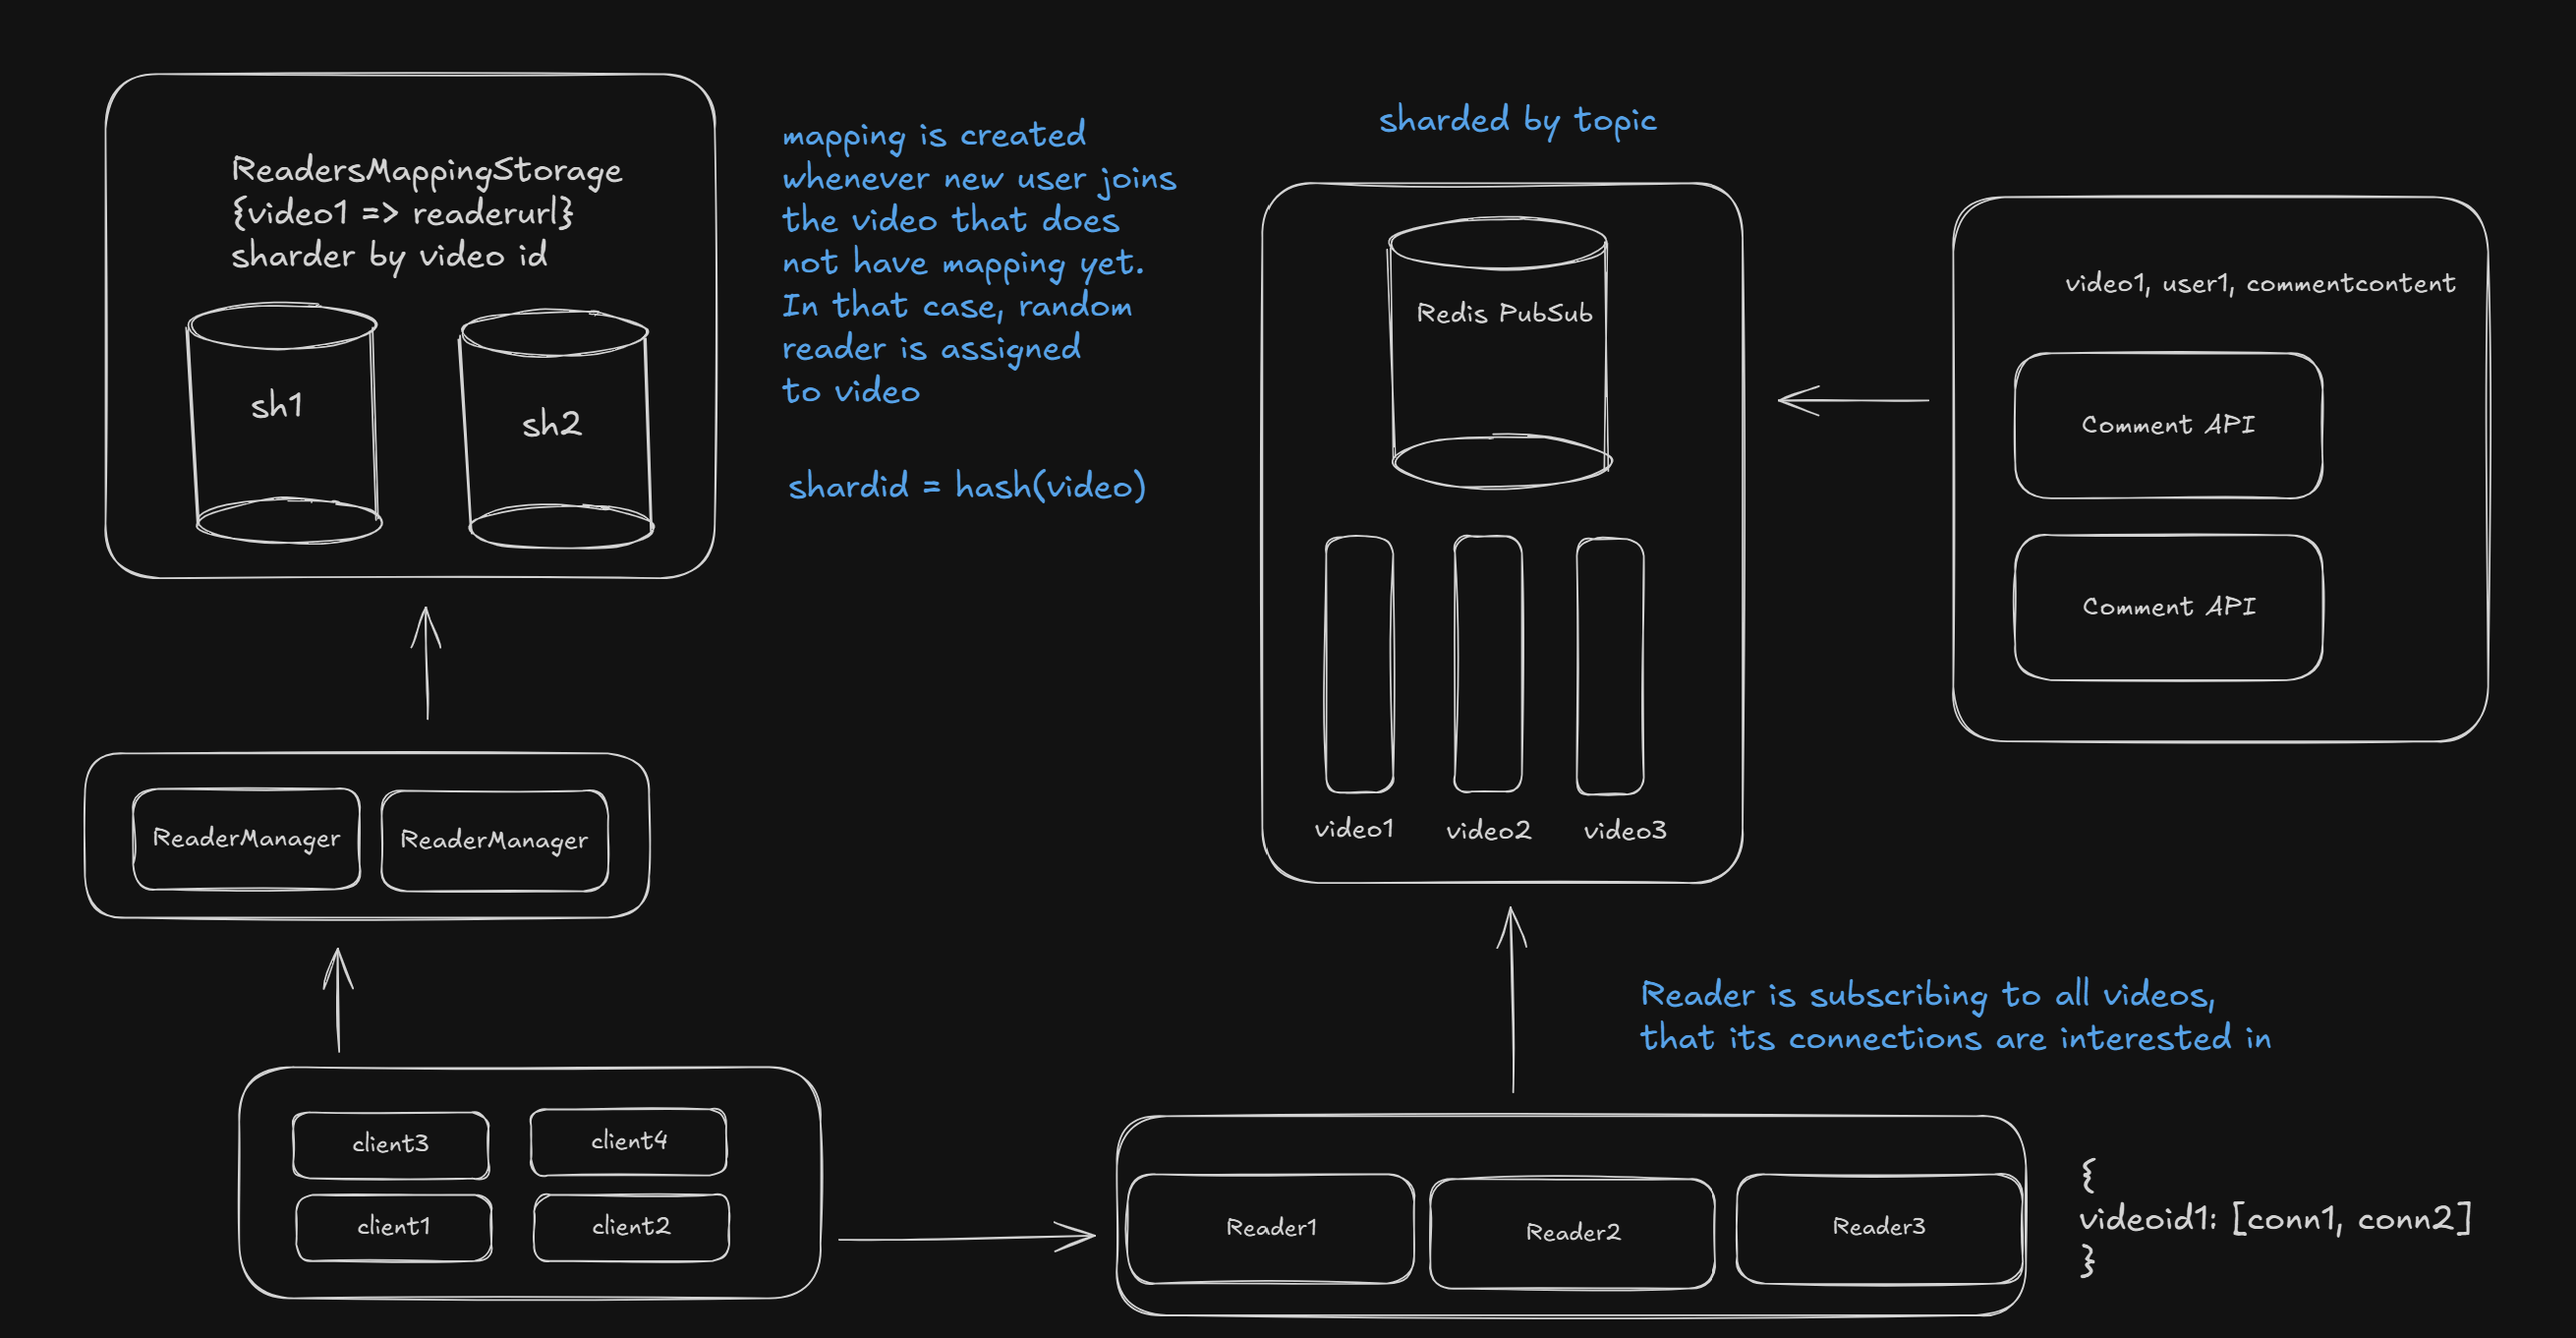 ReadersMappingStorage
{video1 => readerurl}
sharder by video id
sh1
sh2
mapping is created
whenever new user joins
the video that does
not have mapping yet.
In that case, random
reader is assigned
to video
shardid = hash(video)
sharded by topic
Redis PubSub
video1
video2
video3
video1, user1, commentcontent
Comment API
Comment API
ReaderManager
ReaderManager
client3
client4
client1
client2
Reader is subscribing to all videos,
that its connections are interested in
Reader1
Reader2
Reader3
{
videoid1: [conn1, conn2]
}